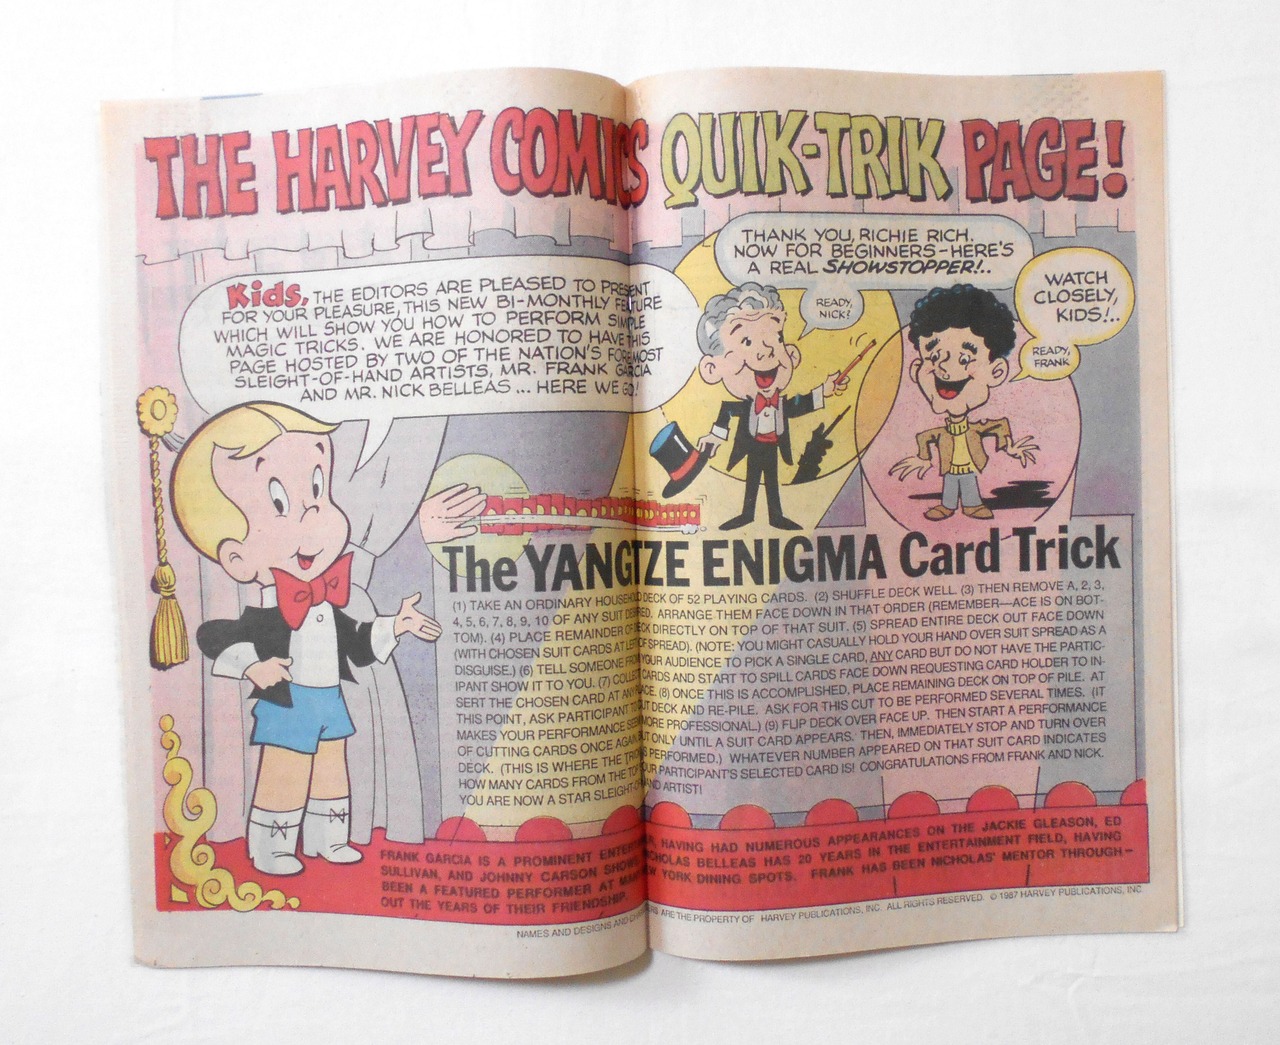 THE HARVEY COMICS QUIK-TRIK PAGE!
Kids, THE EDITORS ARE PLEASED TO PRESENT
FOR YOUR PLEASURE, THIS NEW BI-MONTHLY FEATURE
WHICH WILL SHOW YOU HOW TO PERFORM SIMPLE
MAGIC TRICKS. WE ARE HONORED TO HAVE THIS
PAGE HOSTED BY TWO OF THE NATION'S FOREMOST
SLEIGHT-OF-HAND ARTISTS, MR. FRANK GARCIA
AND MR. NICK BELLEAS ... HERE WE GO!
THANK YOU, RICHIE RICH.
NOW FOR BEGINNERS-HERE'S
A REAL SHOWSTOPPER!..
READY,
NICK?
WATCH
CLOSELY,
KIDS!..
READY,
FRANK
The YANGTZE ENIGMA Card Trick
(1) TAKE AN ORDINARY HOUSEHOLD DECK OF 52 PLAYING CARDS. (2) SHUFFLE DECK WELL. (3) THEN REMOVE A, 2, 3,
4, 5, 6, 7, 8, 9, 10 OF ANY SUIT DESIRED. ARRANGE THEM FACE DOWN IN THAT ORDER (REMEMBER—ACE IS ON BOT-
TOM). (4) PLACE REMAINDER OF DECK DIRECTLY ON TOP OF THAT SUIT. (5) SPREAD ENTIRE DECK OUT FACE DOWN
(WITH CHOSEN SUIT CARDS AT LEFT OF SPREAD). (NOTE: YOU MIGHT CASUALLY HOLD YOUR HAND OVER SUIT SPREAD AS A
DISGUISE.) (6) TELL SOMEONE FROM YOUR AUDIENCE TO PICK A SINGLE CARD, ANY CARD BUT DO NOT HAVE THE PARTIC-
IPANT SHOW IT TO YOU. (7) COLLECT CARDS AND START TO SPILL CARDS FACE DOWN REQUESTING CARD HOLDER TO IN-
SERT THE CHOSEN CARD AT ANY PLACE. (8) ONCE THIS IS ACCOMPLISHED, PLACE REMAINING DECK ON TOP OF PILE. AT
THIS POINT, ASK PARTICIPANT TO CUT DECK AND RE-PILE. ASK FOR THIS CUT TO BE PERFORMED SEVERAL TIMES. (IT
MAKES YOUR PERFORMANCE SEEM MORE PROFESSIONAL.) (9) FLIP DECK OVER FACE UP. THEN START A PERFORMANCE
OF CUTTING CARDS ONCE AGAIN BUT ONLY UNTIL A SUIT CARD APPEARS. THEN, IMMEDIATELY STOP AND TURN OVER
DECK. (THIS IS WHERE THE TRICK IS PERFORMED.) WHATEVER NUMBER APPEARED ON THAT SUIT CARD INDICATES
HOW MANY CARDS FROM THE TOP YOUR PARTICIPANT'S SELECTED CARD IS! CONGRATULATIONS FROM FRANK AND NICK.
YOU ARE NOW A STAR SLEIGHT-OF-HAND ARTIST!
FRANK GARCIA IS A PROMINENT ENTERTAINER, HAVING HAD NUMEROUS APPEARANCES ON THE JACKIE GLEASON, ED
SULLIVAN, AND JOHNNY CARSON SHOWS. NICHOLAS BELLEAS HAS 20 YEARS IN THE ENTERTAINMENT FIELD, HAVING
BEEN A FEATURED PERFORMER AT MANY NEW YORK DINING SPOTS. FRANK HAS BEEN NICHOLAS' MENTOR THROUGH-
OUT THE YEARS OF THEIR FRIENDSHIP.
NAMES AND DESIGNS AND CHARACTERS ARE THE PROPERTY OF HARVEY PUBLICATIONS, INC. ALL RIGHTS RESERVED. © 1987 HARVEY PUBLICATIONS, INC.